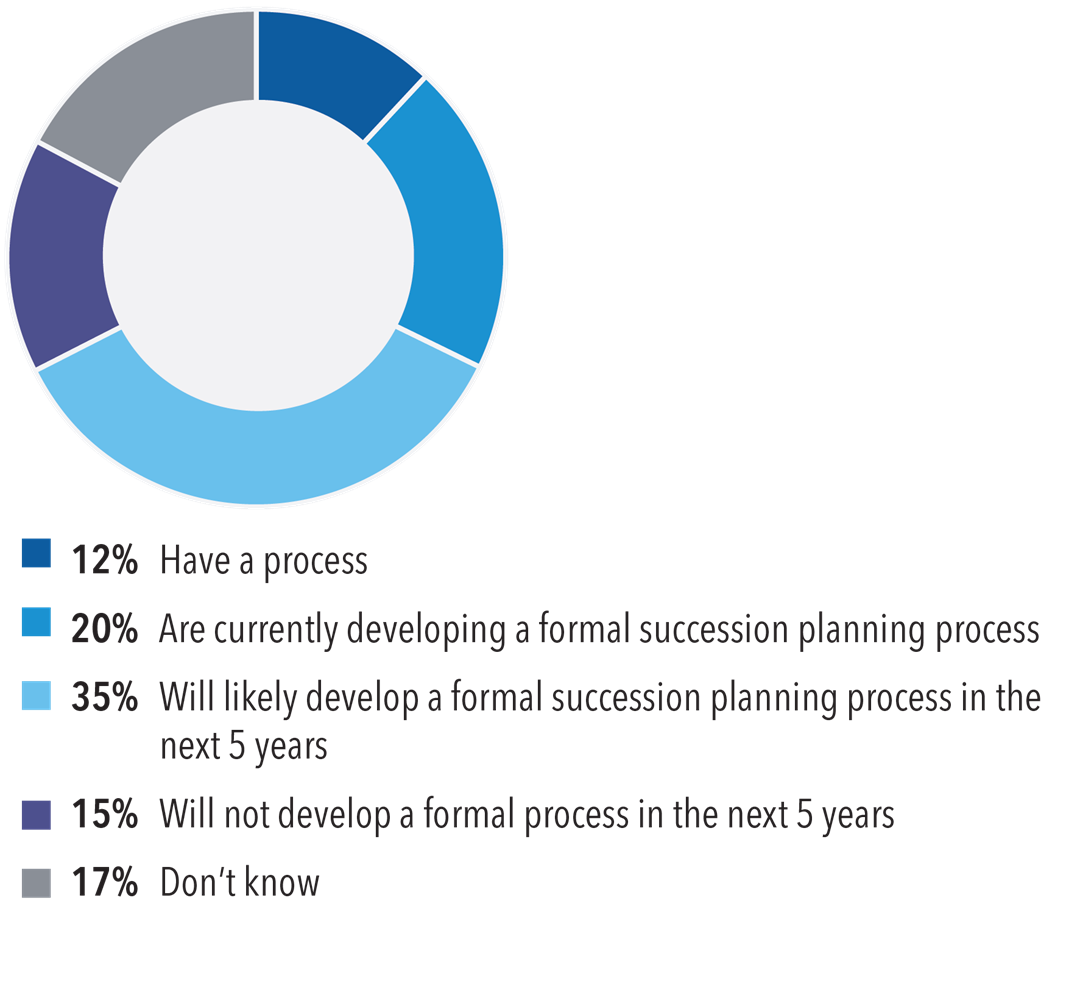 12% Have a process
20% Are currently developing a formal succession planning process
35% Will likely develop a formal succession planning process in the
next 5 years
15% Will not develop a formal process in the next 5 years
17% Don't know